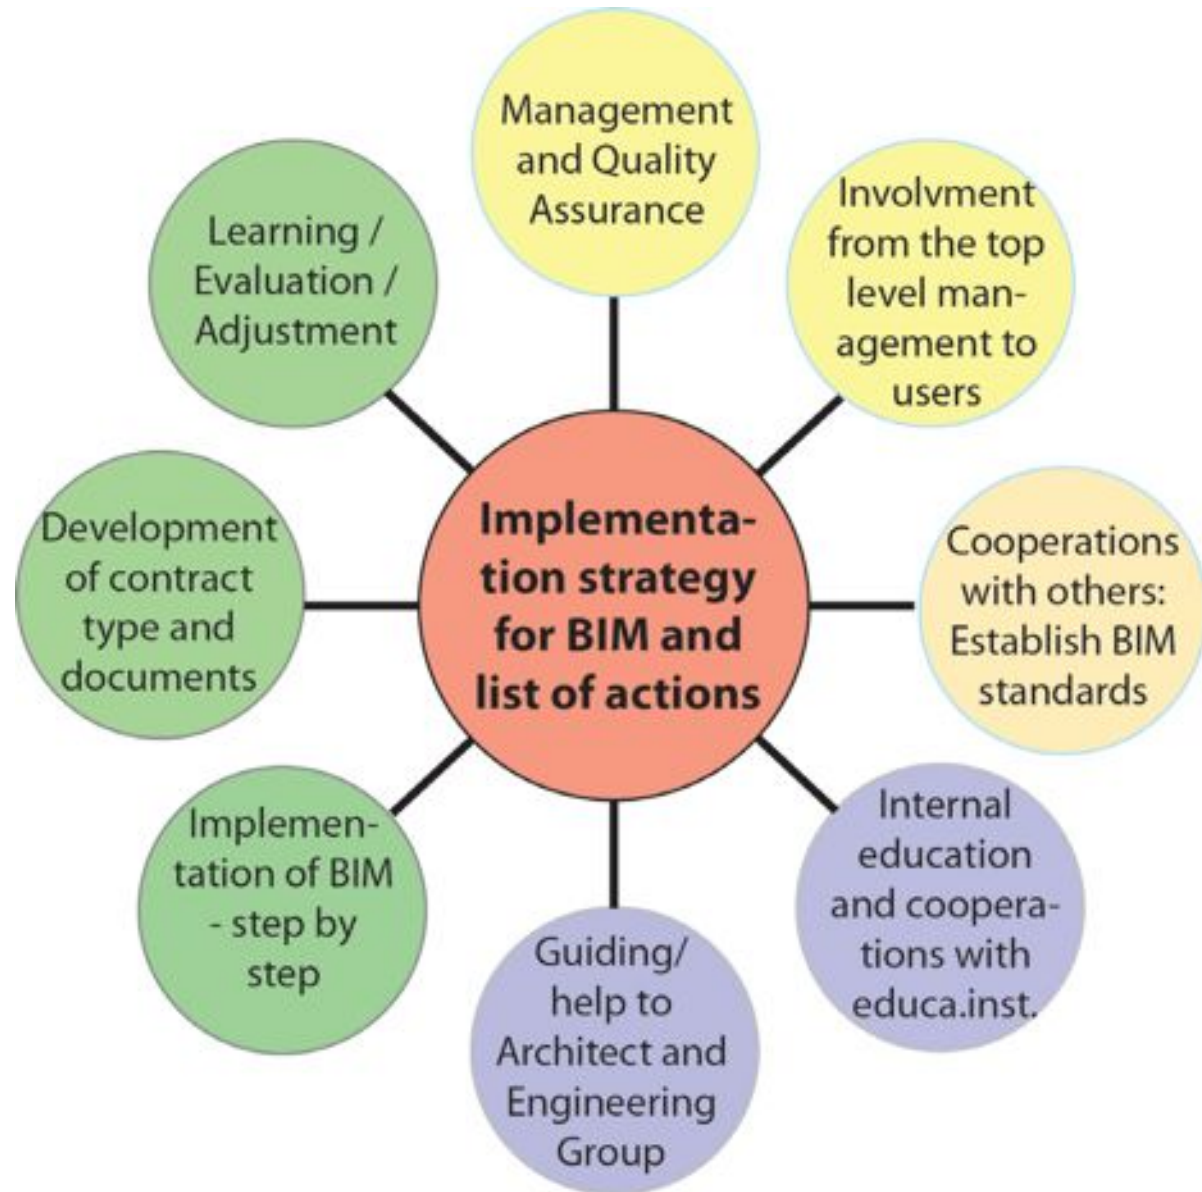 Management
and Quality
Assurance
Involvment
from the top
level man-
agement to
users
Cooperations
with others:
Establish BIM
standards
Internal
education
and coopera-
tions with
educa.inst.
Guiding/
help to
Architect and
Engineering
Group
Implemen-
tation of BIM
- step by
step
Development
of contract
type and
documents
Learning /
Evaluation /
Adjustment
Implementa-
tion strategy
for BIM and
list of actions